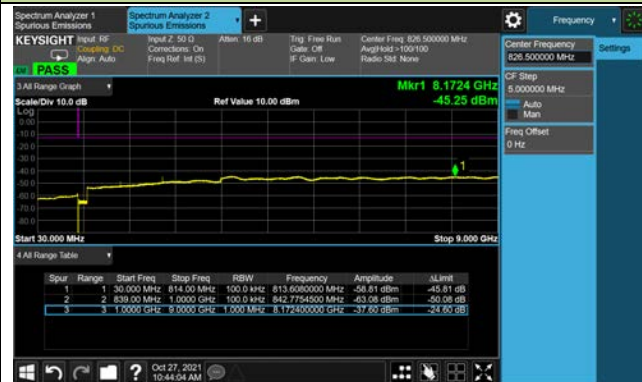 Spectrum Analyzer 1
Spurious Emissions
Spectrum Analyzer 2
Spurious Emissions
Frequency
KEYSIGHT
Input: RF
Coupling: DC
Align: Auto
Input Z: 50 Ω
Corrections: On
Freq Ref: Int (S)
Atten: 16 dB
Trig: Free Run
Gate: Off
IF Gain: Low
Center Freq: 826.500000 MHz
Avg|Hold:>100/100
Radio Std: None
PASS
Center Frequency
826.500000 MHz
Settings
CF Step
5.000000 MHz
Auto
Man
Freq Offset
0 Hz
3 All Range Graph
Mkr1 8.1724 GHz
Scale/Div 10.0 dB
Ref Value 10.00 dBm
-45.25 dBm
Log
0.00
-10.0
-20.0
-30.0
-40.0
-50.0
-60.0
-70.0
-80.0
1
Start 30.000 MHz
Stop 9.000 GHz
4 All Range Table
Spur Range Start Freq Stop Freq RBW Frequency Amplitude ΔLimit
1 1 30.000 MHz 814.00 MHz 100.0 kHz 813.6080000 MHz -58.81 dBm -45.81 dB
2 2 839.00 MHz 1.0000 GHz 100.0 kHz 842.7754500 MHz -63.08 dBm -50.08 dB
3 3 1.0000 GHz 9.0000 GHz 1.000 MHz 8.172400000 GHz -37.60 dBm -24.60 dB
Oct 27, 2021
10:44:04 AM